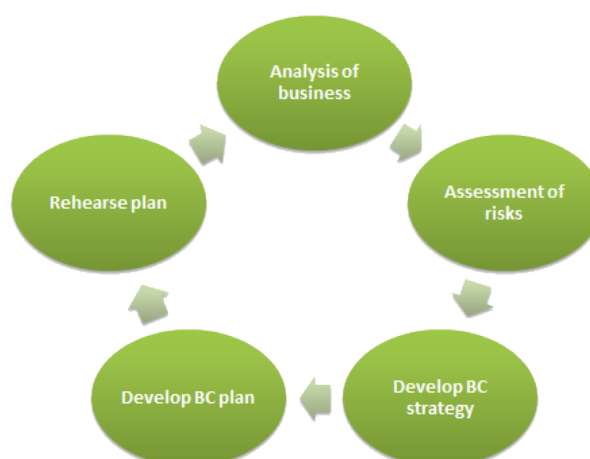 Analysis of
business
Assessment of
risks
Develop BC
strategy
Develop BC plan
Rehearse plan